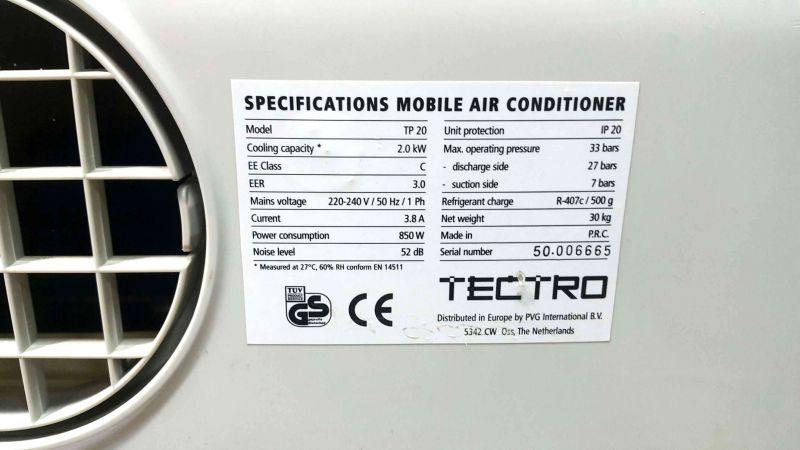 SPECIFICATIONS MOBILE AIR CONDITIONER
Model TP 20
Cooling capacity * 2.0 kW
EE Class C
EER 3.0
Mains voltage 220-240 V / 50 Hz / 1 Ph
Current 3.8 A
Power consumption 850 W
Noise level 52 dB
* Measured at 27°C, 60% RH conform EN 14511
Unit protection IP 20
Max. operating pressure 33 bars
- discharge side 27 bars
- suction side 7 bars
Refrigerant charge R-407c / 500 g
Net weight 30 kg
Made in P.R.C.
Serial number 50-006665
TÜV
GS
geprüfte
Sicherheit
CE
TECTRO
Distributed in Europe by PVG International B.V.
5342 CW Oss, The Netherlands